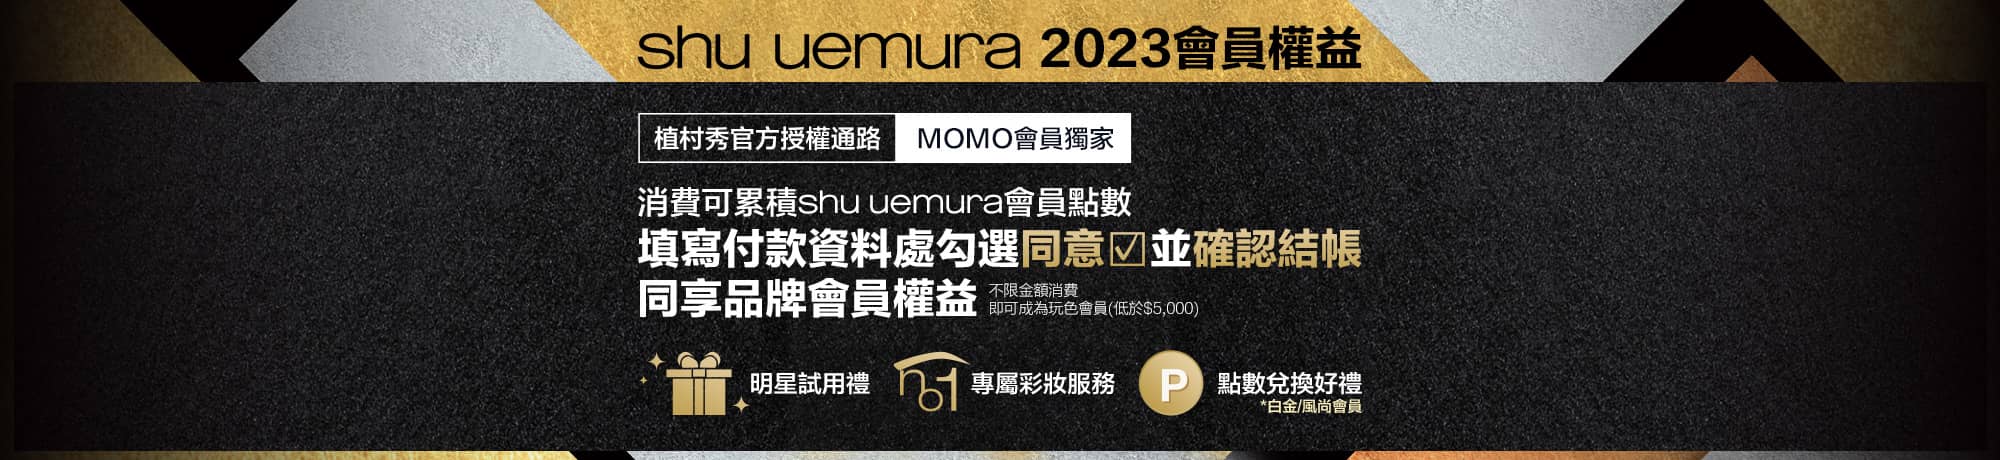 shu uemura 2023會員權益
植村秀官方授權通路 MOMO會員獨家
消費可累積shu uemura會員點數
填寫付款資料處勾選同意☑並確認結帳
同享品牌會員權益
不限金額消費
即可成為玩色會員(低於$5,000)
明星試用禮
no1 專屬彩妝服務
P 點數兌換好禮
*白金/風尚會員